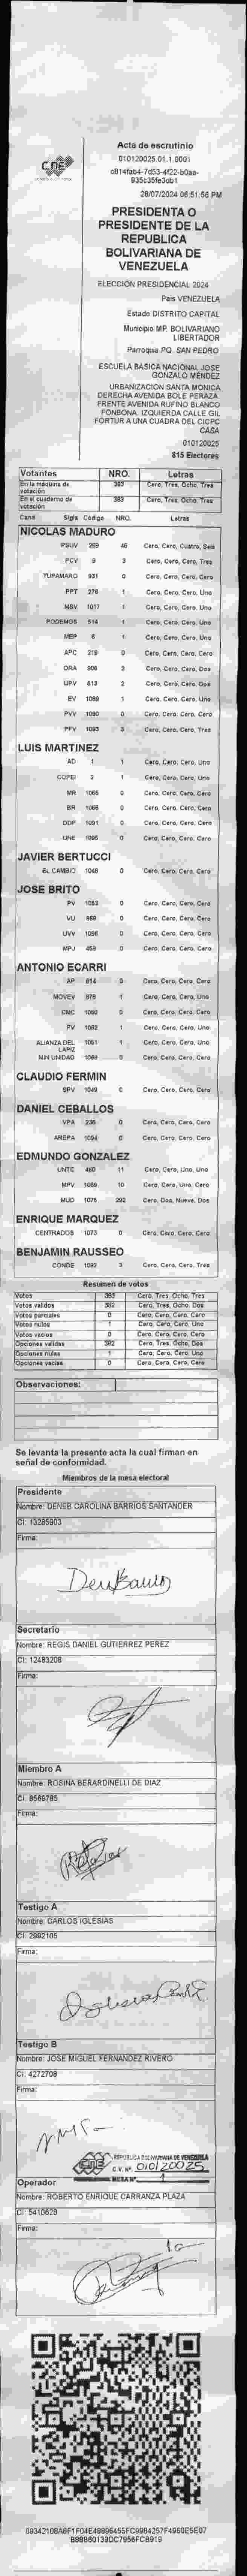 CNE
Acta de escrutinio
010120025.01.1.0001
28/07/2024 06:51:56 PM
PRESIDENTA O
PRESIDENTE DE LA
REPUBLICA
BOLIVARIANA DE
VENEZUELA
ELECCIÓN PRESIDENCIAL 2024
País VENEZUELA
Estado DISTRITO CAPITAL
Municipio MP. BOLIVARIANO
LIBERTADOR
Parroquia PQ. SAN PEDRO
ESCUELA BASICA NACIONAL JOSE
GONZALO MÉNDEZ
URBANIZACIÓN SANTA MONICA
DERECHA AVENIDA BOLE PERAZA.
FRENTE AVENIDA RUFINO BLANCO
FONBONA. IZQUIERDA CALLE GIL
FORTUR A UNA CUADRA DEL CICPC
CASA
010120025
815 Electores
Votantes NRO. Letras
En la máquina de votación 383 Cero, Tres, Ocho, Tres
En el cuaderno de votación 383 Cero, Tres, Ocho, Tres
Cand Sigla Código NRO. Letras
NICOLAS MADURO
PSUV 269 46 Cero, Cero, Cuatro, Seis
PCV 9 3 Cero, Cero, Cero, Tres
TUPAMARO 931 0 Cero, Cero, Cero, Cero
PPT 276 1 Cero, Cero, Cero, Uno
MSV 1017 1 Cero, Cero, Cero, Uno
PODEMOS 514 1 Cero, Cero, Cero, Uno
MEP 6 1 Cero, Cero, Cero, Uno
APC 219 0 Cero, Cero, Cero, Cero
ORA 906 2 Cero, Cero, Cero, Dos
UPV 513 2 Cero, Cero, Cero, Dos
EV 1089 1 Cero, Cero, Cero, Uno
PVV 1090 0 Cero, Cero, Cero, Cero
PFV 1093 3 Cero, Cero, Cero, Tres
LUIS MARTINEZ
AD 1 1 Cero, Cero, Cero, Uno
COPEI 2 1 Cero, Cero, Cero, Uno
MR 1065 0 Cero, Cero, Cero, Cero
BR 1066 0 Cero, Cero, Cero, Cero
DDP 1091 0 Cero, Cero, Cero, Cero
UNE 1095 0 Cero, Cero, Cero, Cero
JAVIER BERTUCCI
EL CAMBIO 1049 0 Cero, Cero, Cero, Cero
JOSE BRITO
PV 1053 0 Cero, Cero, Cero, Cero
VU 860 0 Cero, Cero, Cero, Cero
UVV 1096 0 Cero, Cero, Cero, Cero
MPJ 459 0 Cero, Cero, Cero, Cero
ANTONIO ECARRI
AP 914 0 Cero, Cero, Cero, Cero
MOVEV 979 1 Cero, Cero, Cero, Uno
CMC 1050 0 Cero, Cero, Cero, Cero
FV 1052 1 Cero, Cero, Cero, Uno
ALIANZA DEL LAPIZ 1051 1 Cero, Cero, Cero, Uno
MIN UNIDAD 1069 0 Cero, Cero, Cero, Cero
CLAUDIO FERMIN
SPV 1048 0 Cero, Cero, Cero, Cero
DANIEL CEBALLOS
VPA 236 0 Cero, Cero, Cero, Cero
AREPA 1094 0 Cero, Cero, Cero, Cero
EDMUNDO GONZALEZ
UNTC 460 11 Cero, Cero, Uno, Uno
MPV 1058 10 Cero, Cero, Uno, Cero
MUD 1075 292 Cero, Dos, Nueve, Dos
ENRIQUE MARQUEZ
CENTRADOS 1073 0 Cero, Cero, Cero, Cero
BENJAMIN RAUSSEO
CONDE 1092 3 Cero, Cero, Cero, Tres
Resumen de votos
Votos 383 Cero, Tres, Ocho, Tres
Votos validos 382 Cero, Tres, Ocho, Dos
Votos parciales 0 Cero, Cero, Cero, Cero
Votos nulos 1 Cero, Cero, Cero, Uno
Votos vacios 0 Cero, Cero, Cero, Cero
Opciones validas 382 Cero, Tres, Ocho, Dos
Opciones nulas 1 Cero, Cero, Cero, Uno
Opciones vacias 0 Cero, Cero, Cero, Cero
Observaciones:
Se levanta la presente acta la cual firman en
señal de conformidad.
Miembros de la mesa electoral
Presidente
Nombre: DENEB CAROLINA BARRIOS SANTANDER
CI: 13285903
Firma:
Secretario
Nombre: REGIS DANIEL GUTIERREZ PEREZ
CI: 12483208
Firma:
Miembro A
Nombre: ROSINA BERARDINELLI DE DIAZ
CI: 8569785
Firma:
Testigo A
Nombre: CARLOS IGLESIAS
CI: 2992105
Firma:
Testigo B
Nombre: JOSE MIGUEL FERNANDEZ RIVERO
CI: 4272708
Firma:
CNE REPÚBLICA BOLIVARIANA DE VENEZUELA
C.V. Nº 010120025
MESA Nº 1
Operador
Nombre: ROBERTO ENRIQUE CARRANZA PLAZA
CI: 5410628
Firma: